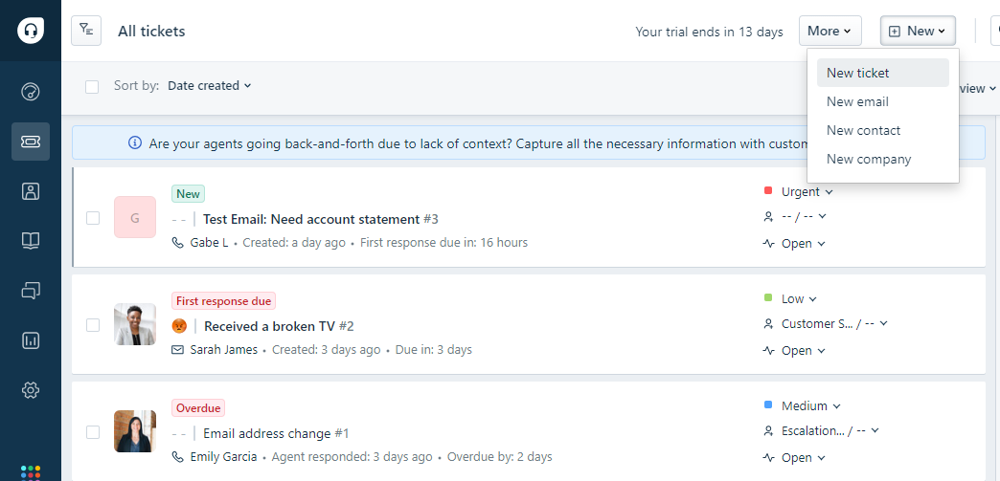 All tickets
Your trial ends in 13 days
More
New
Sort by: Date created
view
New ticket
New email
New contact
New company
Are your agents going back-and-forth due to lack of context? Capture all the necessary information with custom
G
New
-- Test Email: Need account statement #3
Gabe L • Created: a day ago • First response due in: 16 hours
Urgent
-- / --
Open
First response due
Received a broken TV #2
Sarah James • Created: 3 days ago • Due in: 3 days
Low
Customer S... / --
Open
Overdue
-- Email address change #1
Emily Garcia • Agent responded: 3 days ago • Overdue by: 2 days
Medium
Escalation... / --
Open